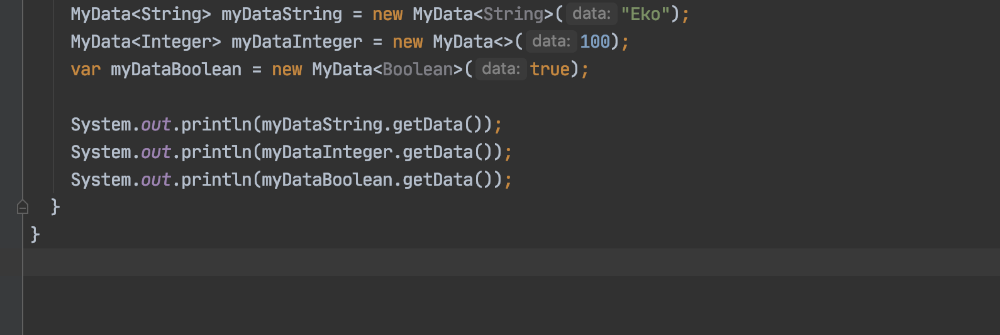 MyData<String> myDataString = new MyData<String>( data: "Eko");
MyData<Integer> myDataInteger = new MyData<>( data: 100);
var myDataBoolean = new MyData<Boolean>( data: true);
System.out.println(myDataString.getData());
System.out.println(myDataInteger.getData());
System.out.println(myDataBoolean.getData());
}
}